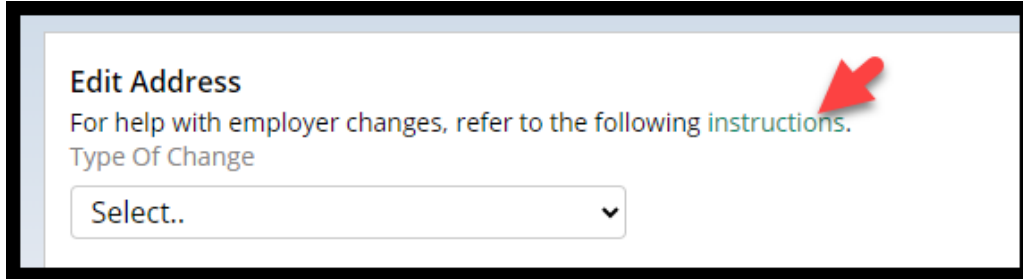 Edit Address
For help with employer changes, refer to the following instructions.
Type Of Change
Select..